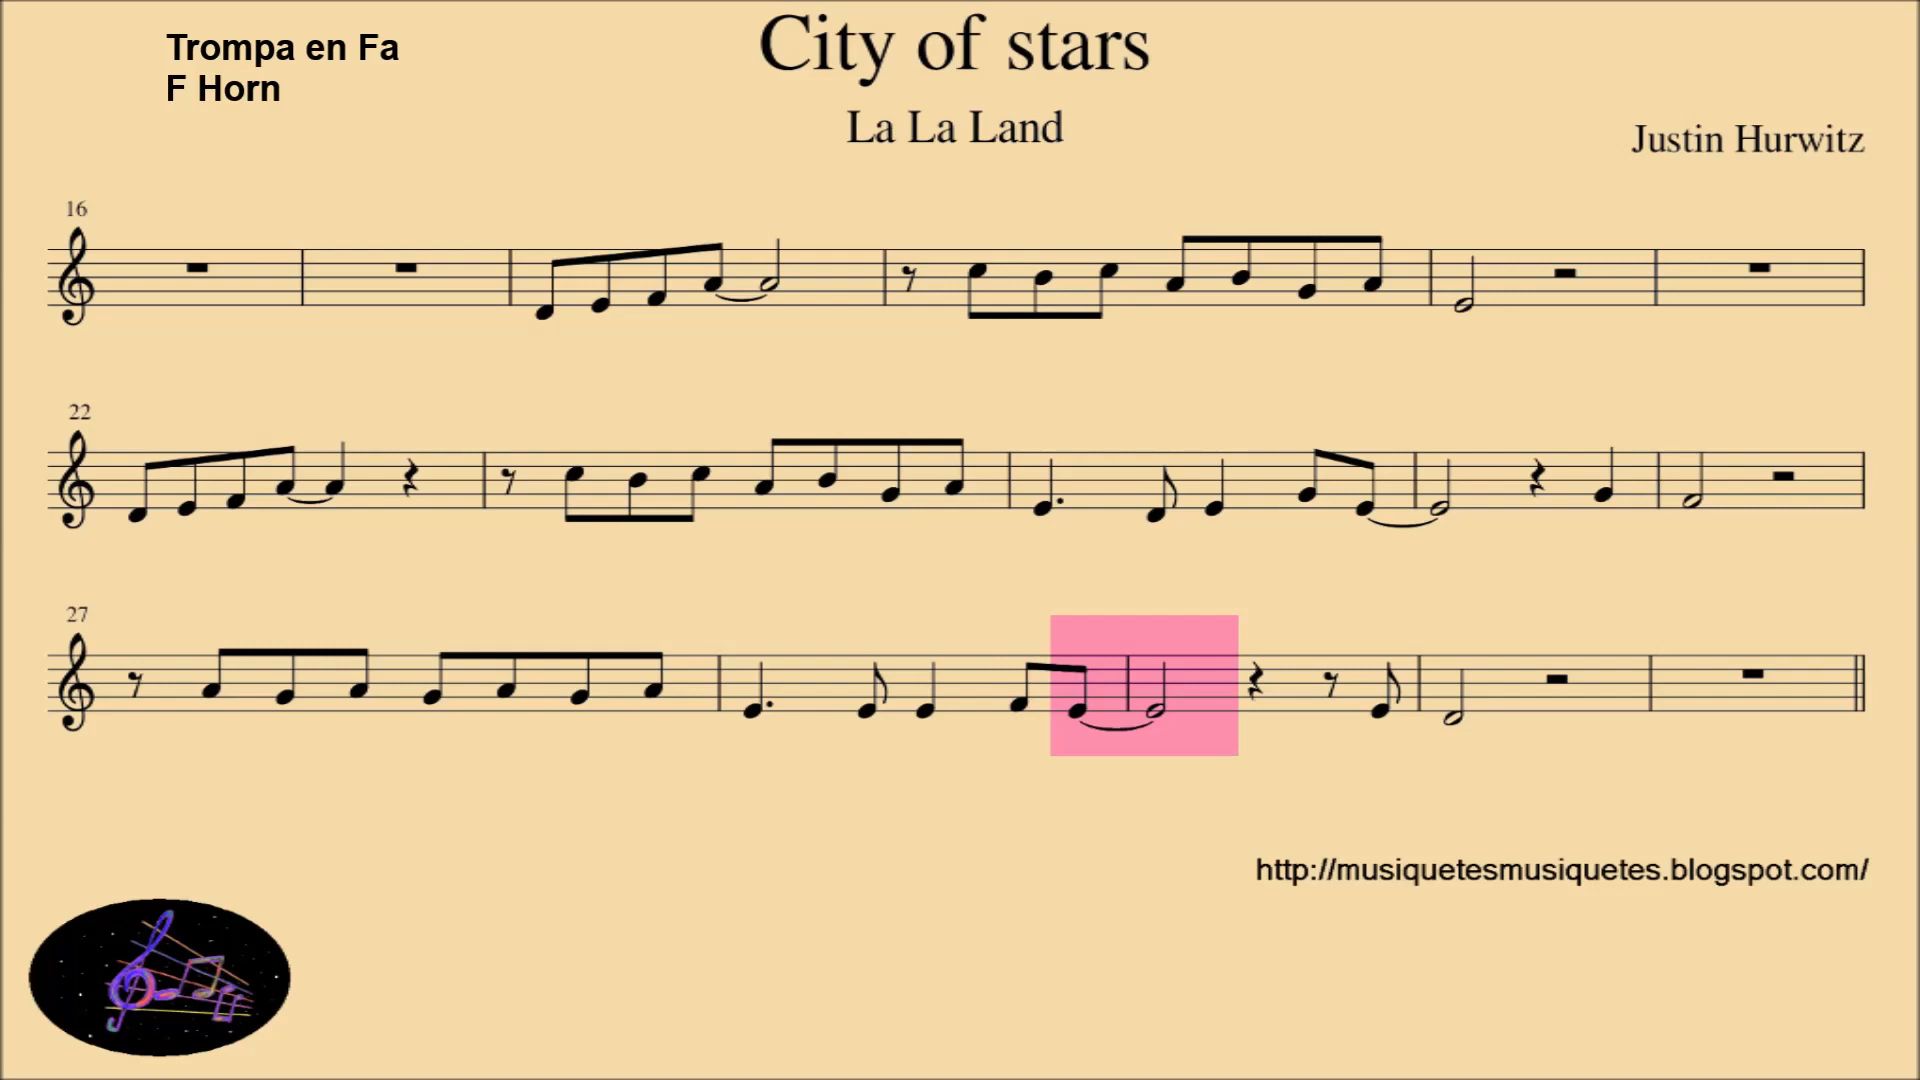 Trompa en Fa
F Horn
City of stars
La La Land
Justin Hurwitz
16
22
27
http://musiquetesmusiquetes.blogspot.com/